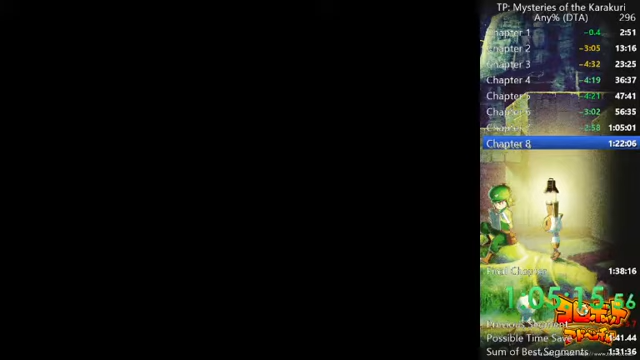 TP: Mysteries of the Karakuri
Any% (DTA) 296
Chapter 1 −0.4 2:51
Chapter 2 −3:05 13:16
Chapter 3 −4:32 23:25
Chapter 4 −4:19 36:37
Chapter 5 −4:21 47:41
Chapter 6 −3:02 56:35
Chapter −2:58 1:05:01
Chapter 8 1:22:06
Final Chapter 1:38:16
1:05:15.56
Previous Segment
Possible Time Save
Sum of Best Segments 1:31:36